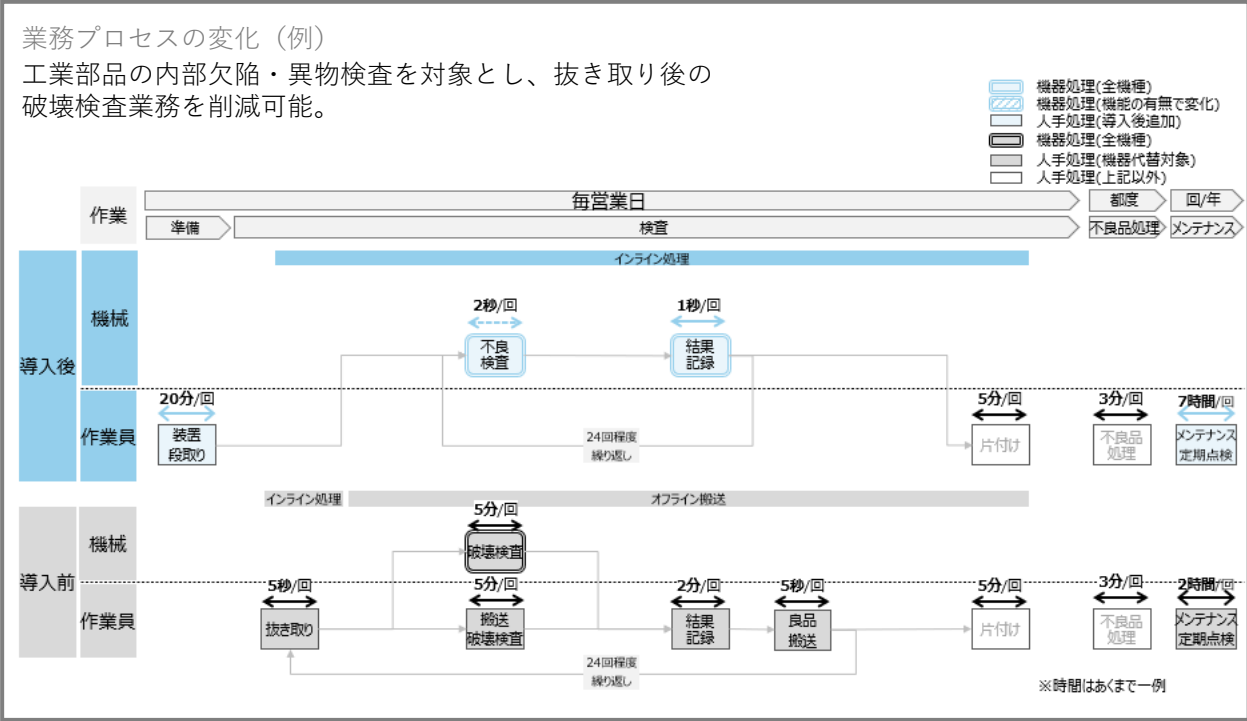 業務プロセスの変化（例）
工業部品の内部欠陥・異物検査を対象とし、抜き取り後の
破壊検査業務を削減可能。
機器処理(全機種)
機器処理(機能の有無で変化)
人手処理(導入後追加)
機器処理(全機種)
人手処理(機器代替対象)
人手処理(上記以外)
作業
毎営業日
都度
回/年
準備
検査
不良品処理
メンテナンス
導入後
機械
インライン処理
2秒/回
1秒/回
不良
検査
結果
記録
作業員
20分/回
5分/回
3分/回
7時間/回
装置
段取り
24回程度
繰り返し
片付け
不良品
処理
メンテナンス
定期点検
インライン処理
オフライン搬送
導入前
機械
5分/回
破壊検査
作業員
5秒/回
5分/回
2分/回
5秒/回
5分/回
3分/回
2時間/回
抜き取り
搬送
破壊検査
結果
記録
良品
搬送
片付け
不良品
処理
メンテナンス
定期点検
24回程度
繰り返し
※時間はあくまで一例